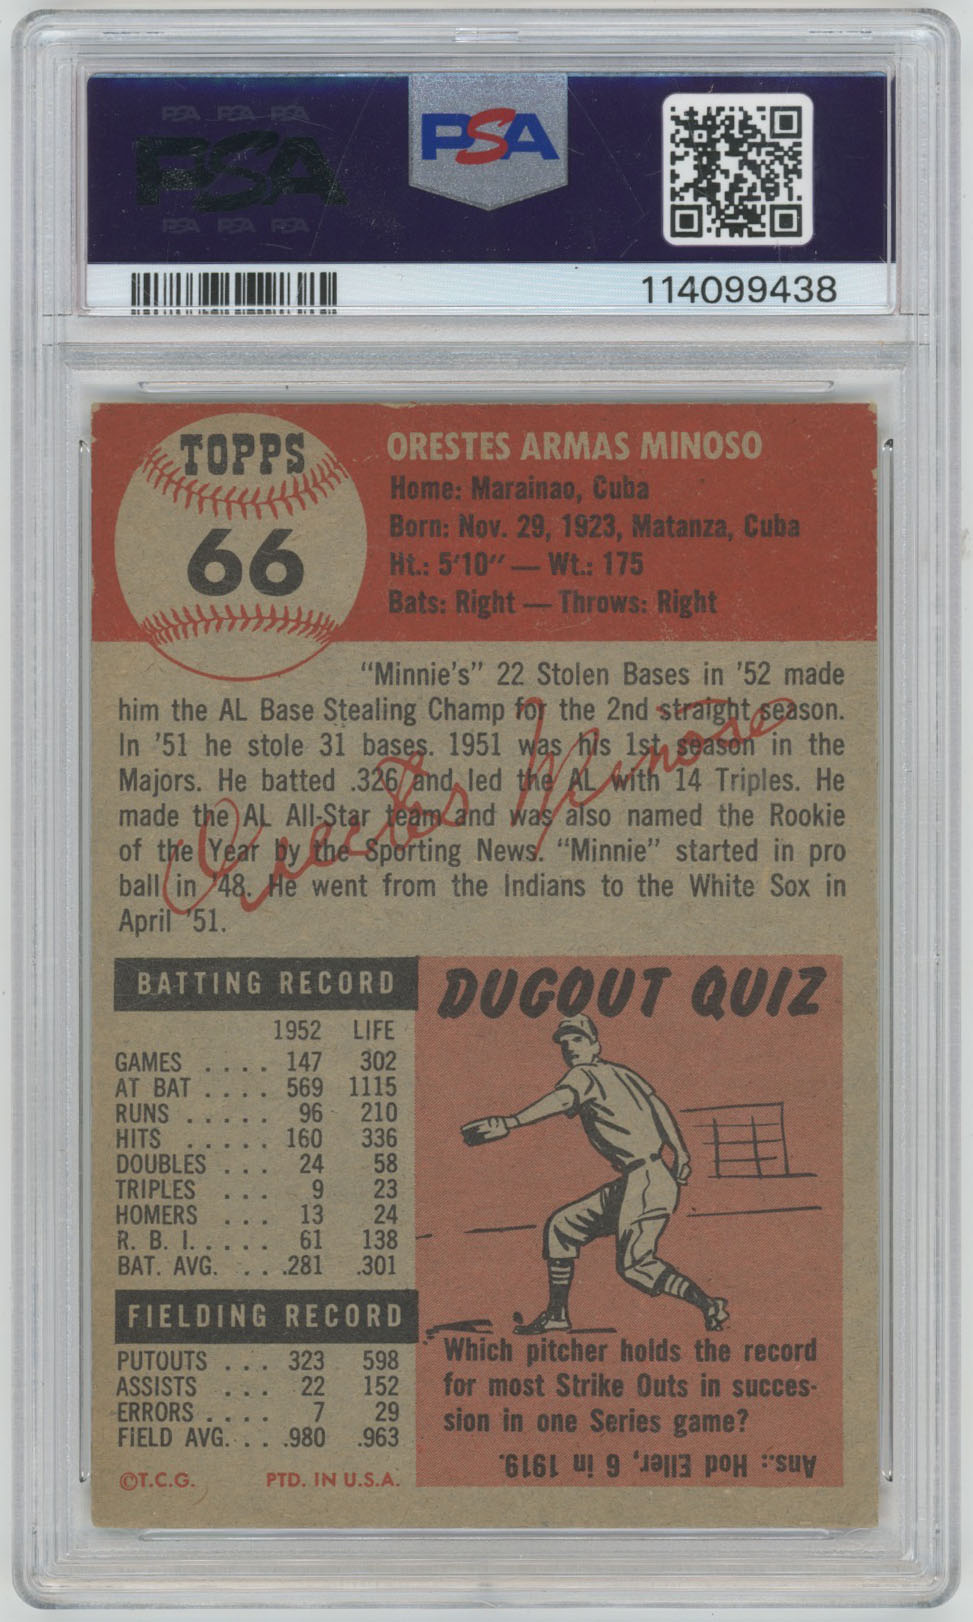 PSA PSA PSA
PSA
PSA PSA PSA
PSA
114099438
TOPPS
66
ORESTES ARMAS MINOSO
Home: Marainao, Cuba
Born: Nov. 29, 1923, Matanza, Cuba
Ht.: 5'10" — Wt.: 175
Bats: Right — Throws: Right
"Minnie's" 22 Stolen Bases in '52 made
him the AL Base Stealing Champ for the 2nd straight season.
In '51 he stole 31 bases. 1951 was his 1st season in the
Majors. He batted .326 and led the AL with 14 Triples. He
made the AL All-Star team and was also named the Rookie
of the Year by the Sporting News. "Minnie" started in pro
ball in '48. He went from the Indians to the White Sox in
April '51.
Orestes Minoso
BATTING RECORD
1952 LIFE
GAMES .... 147 302
AT BAT .... 569 1115
RUNS ..... 96 210
HITS ..... 160 336
DOUBLES ... 24 58
TRIPLES ... 9 23
HOMERS ... 13 24
R. B. I. .... 61 138
BAT. AVG. ... .281 .301
FIELDING RECORD
PUTOUTS ... 323 598
ASSISTS ... 22 152
ERRORS .... 7 29
FIELD AVG. ... .980 .963
©T.C.G. PTD. IN U.S.A.
DUGOUT QUIZ
Which pitcher holds the record
for most Strike Outs in succes-
sion in one Series game?
Ans.: Hod Eller, 6 in 1919.